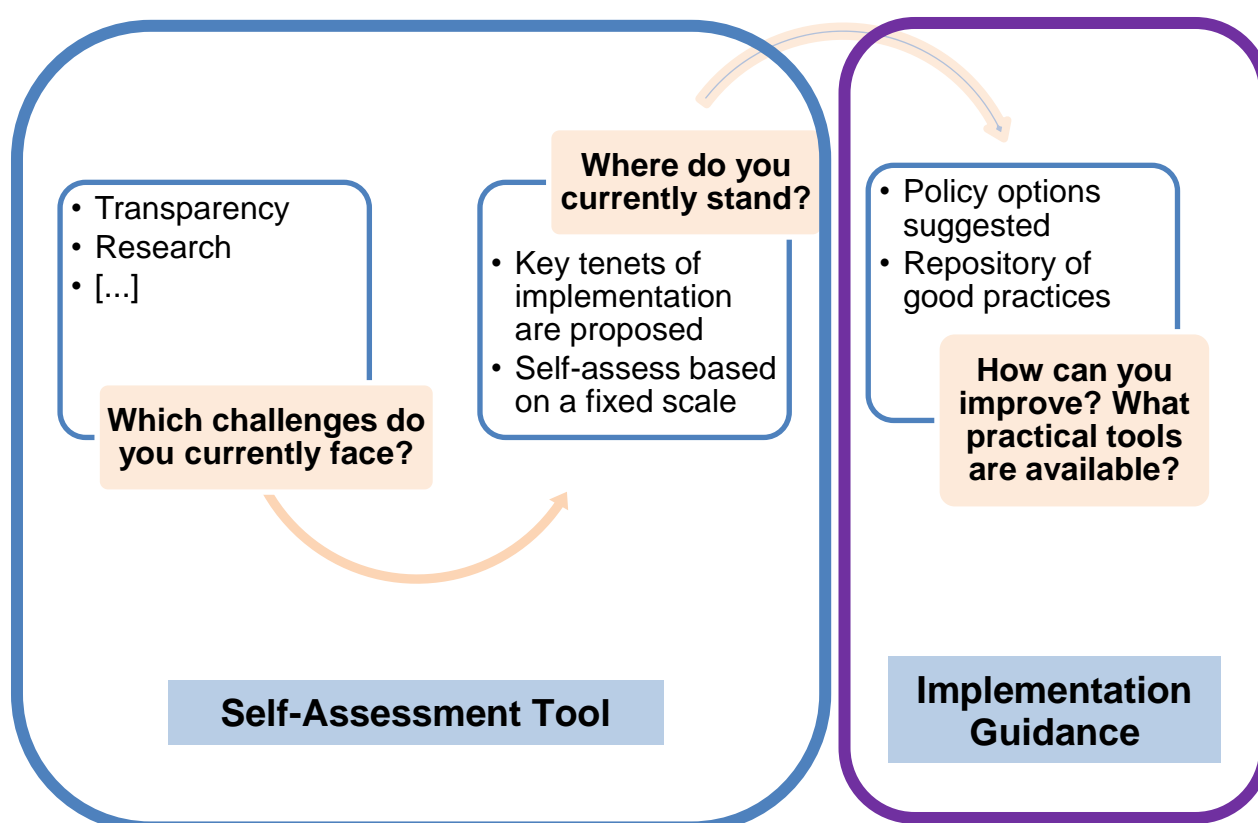 • Transparency
• Research
• [...]
Which challenges do
you currently face?
Where do you
currently stand?
• Key tenets of
implementation
are proposed
• Self-assess based
on a fixed scale
Self-Assessment Tool
• Policy options
suggested
• Repository of
good practices
How can you
improve? What
practical tools
are available?
Implementation
Guidance